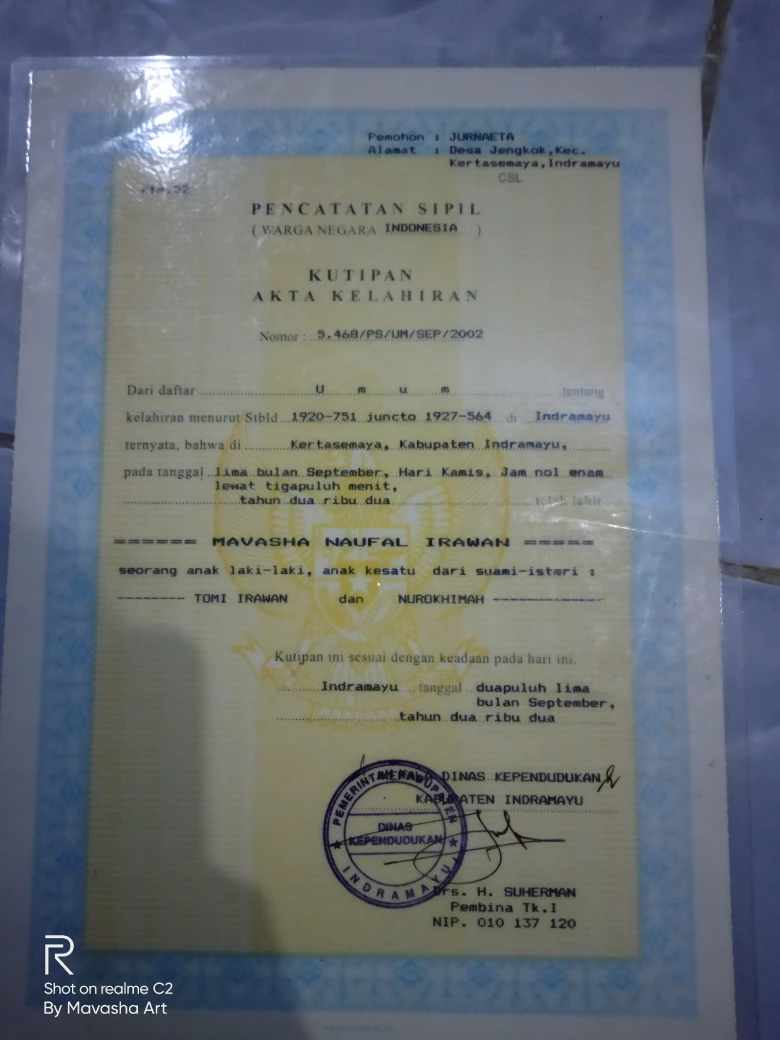 Pemohon : JURNAETA
Alamat : Desa Jengkok,Kec.
Kertasemaya,Indramayu
CSL
PENCATATAN SIPIL
( WARGA NEGARA INDONESIA )
KUTIPAN
AKTA KELAHIRAN
Nomor : 5.468/PS/UM/SEP/2002
Dari daftar U m u m tentang
kelahiran menurut Stbld 1920-751 juncto 1927-564 di Indramayu
ternyata, bahwa di Kertasemaya, Kabupaten Indramayu,
pada tanggal lima bulan September, Hari Kamis, Jam nol enam
lewat tigapuluh menit,
tahun dua ribu dua telah lahir
====== MAVASHA NAUFAL IRAWAN =====
seorang anak laki-laki, anak kesatu dari suami-isteri :
-------- TOMI IRAWAN dan NUROKHIMAH --------------
Kutipan ini sesuai dengan keadaan pada hari ini.
Indramayu tanggal duapuluh lima
bulan September,
tahun dua ribu dua
DINAS KEPENDUDUKAN
KABUPATEN INDRAMAYU
PEMERINTAH KABUPATEN
DINAS
KEPENDUDUKAN
INDRAMAYU
Drs. H. SUHERMAN
Pembina Tk.I
NIP. 010 137 120
R
Shot on realme C2
By Mavasha Art